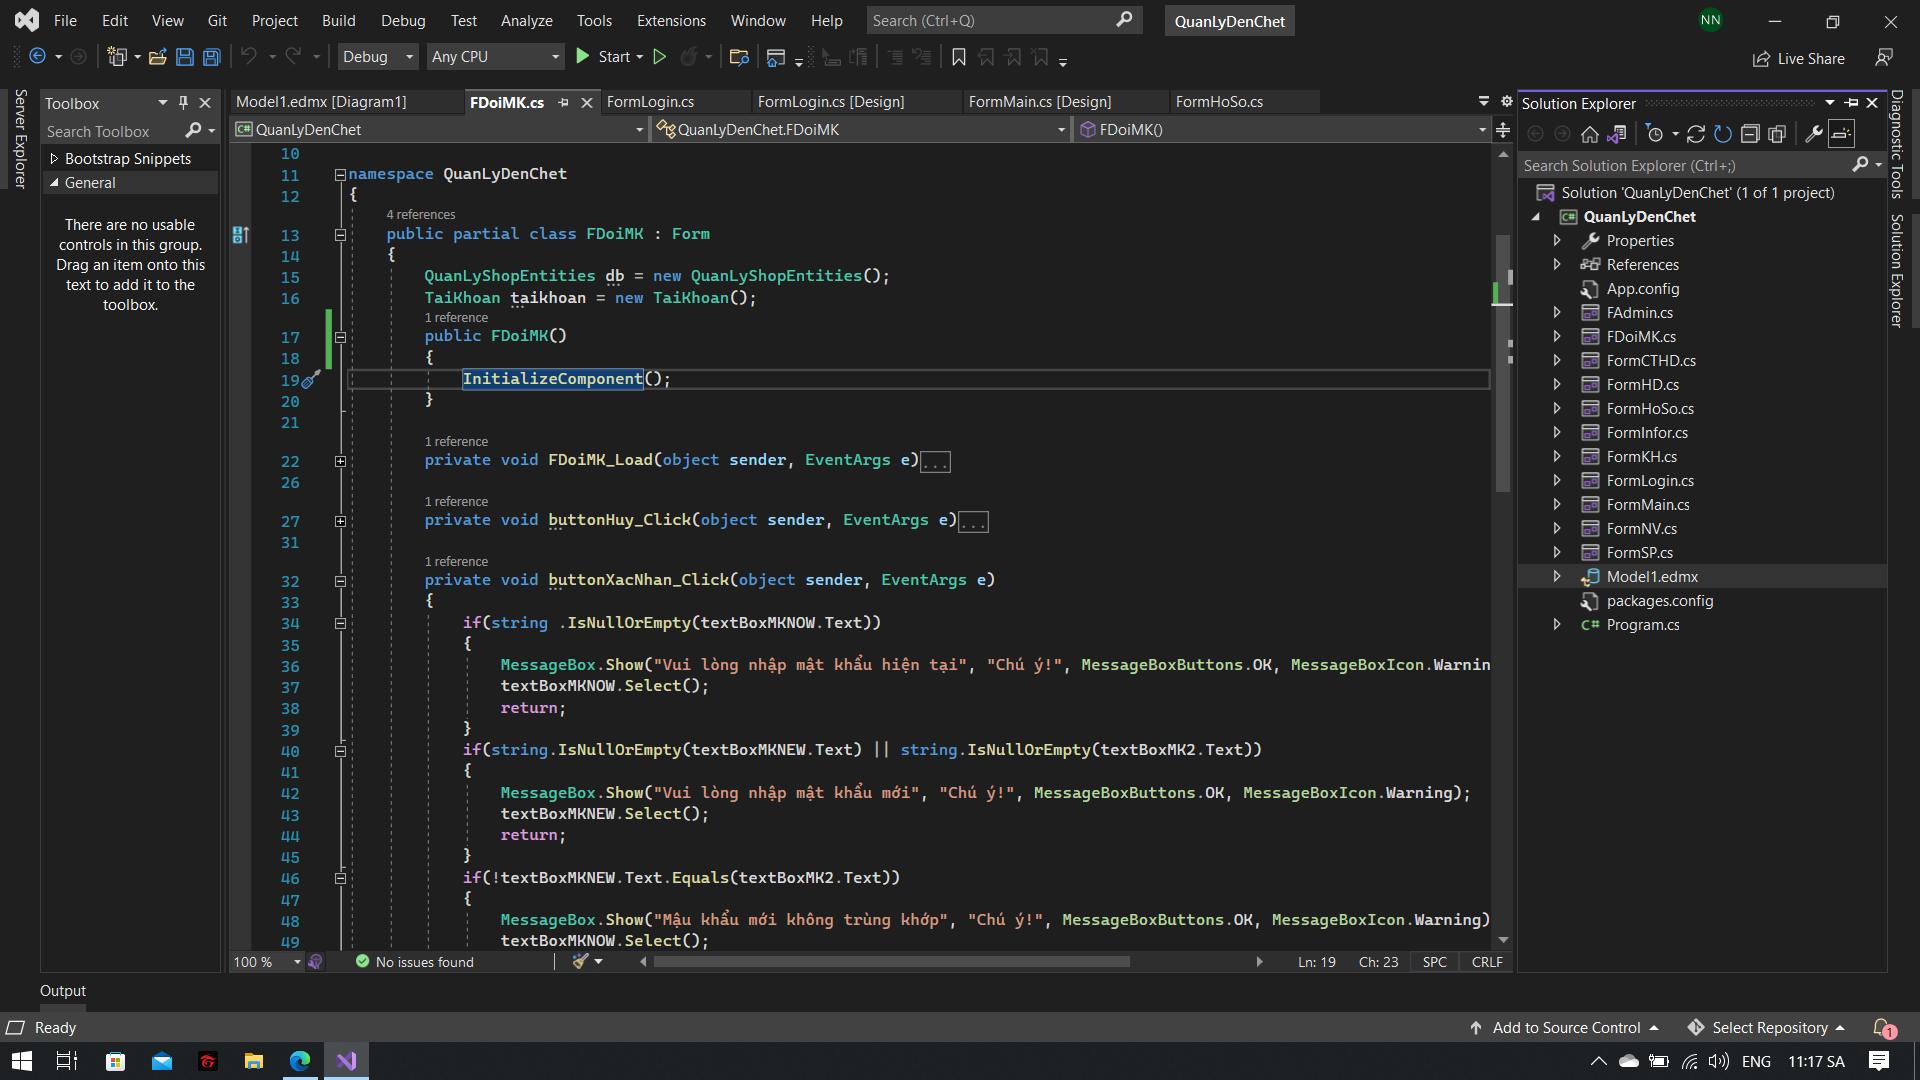 File Edit View Git Project Build Debug Test Analyze Tools Extensions Window Help Search (Ctrl+Q) QuanLyDenChet NN
Debug Any CPU Start Live Share
Server Explorer
Toolbox
Search Toolbox
Bootstrap Snippets
General
There are no usable
controls in this group.
Drag an item onto this
text to add it to the
toolbox.
Model1.edmx [Diagram1] FDoiMK.cs FormLogin.cs FormLogin.cs [Design] FormMain.cs [Design] FormHoSo.cs
QuanLyDenChet QuanLyDenChet.FDoiMK FDoiMK()
10
11 namespace QuanLyDenChet
12 {
4 references
13 public partial class FDoiMK : Form
14 {
15 QuanLyShopEntities db = new QuanLyShopEntities();
16 TaiKhoan taikhoan = new TaiKhoan();
1 reference
17 public FDoiMK()
18 {
19 InitializeComponent();
20 }
21
1 reference
22 private void FDoiMK_Load(object sender, EventArgs e)...
26
1 reference
27 private void buttonHuy_Click(object sender, EventArgs e)...
31
1 reference
32 private void buttonXacNhan_Click(object sender, EventArgs e)
33 {
34 if(string .IsNullOrEmpty(textBoxMKNOW.Text))
35 {
36 MessageBox.Show("Vui lòng nhập mật khẩu hiện tại", "Chú ý!", MessageBoxButtons.OK, MessageBoxIcon.Warnin
37 textBoxMKNOW.Select();
38 return;
39 }
40 if(string.IsNullOrEmpty(textBoxMKNEW.Text) || string.IsNullOrEmpty(textBoxMK2.Text))
41 {
42 MessageBox.Show("Vui lòng nhập mật khẩu mới", "Chú ý!", MessageBoxButtons.OK, MessageBoxIcon.Warning);
43 textBoxMKNEW.Select();
44 return;
45 }
46 if(!textBoxMKNEW.Text.Equals(textBoxMK2.Text))
47 {
48 MessageBox.Show("Mậu khẩu mới không trùng khớp", "Chú ý!", MessageBoxButtons.OK, MessageBoxIcon.Warning)
49 textBoxMKNOW.Select();
100 % No issues found Ln: 19 Ch: 23 SPC CRLF
Solution Explorer
Search Solution Explorer (Ctrl+;)
Solution 'QuanLyDenChet' (1 of 1 project)
QuanLyDenChet
Properties
References
App.config
FAdmin.cs
FDoiMK.cs
FormCTHD.cs
FormHD.cs
FormHoSo.cs
FormInfor.cs
FormKH.cs
FormLogin.cs
FormMain.cs
FormNV.cs
FormSP.cs
Model1.edmx
packages.config
Program.cs
Diagnostic Tools
Solution Explorer
Output
Ready Add to Source Control Select Repository 1
ENG 11:17 SA